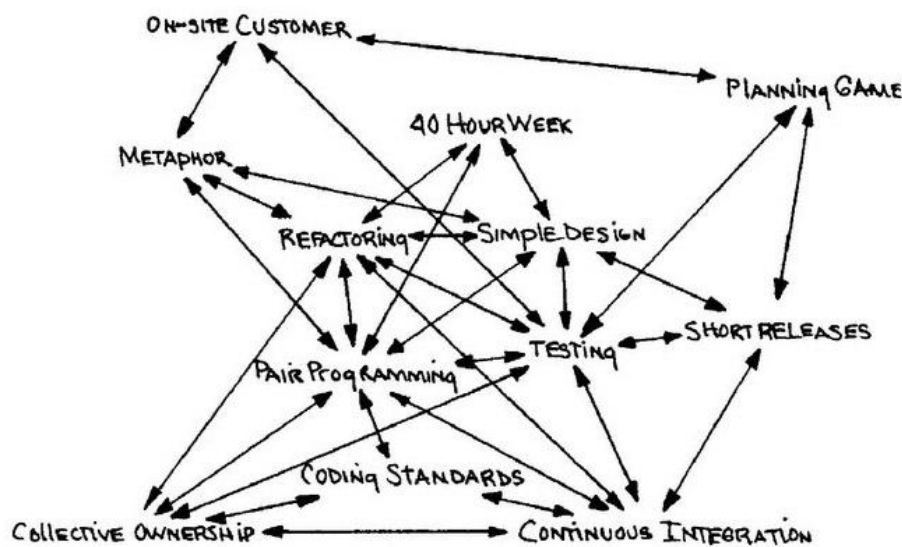 ON-SITE CUSTOMER
PLANNING GAME
40 HOUR WEEK
METAPHOR
REFACTORING
SIMPLE DESIGN
SHORT RELEASES
TESTING
PAIR PROGRAMMING
CODING STANDARDS
COLLECTIVE OWNERSHIP
CONTINUOUS INTEGRATION